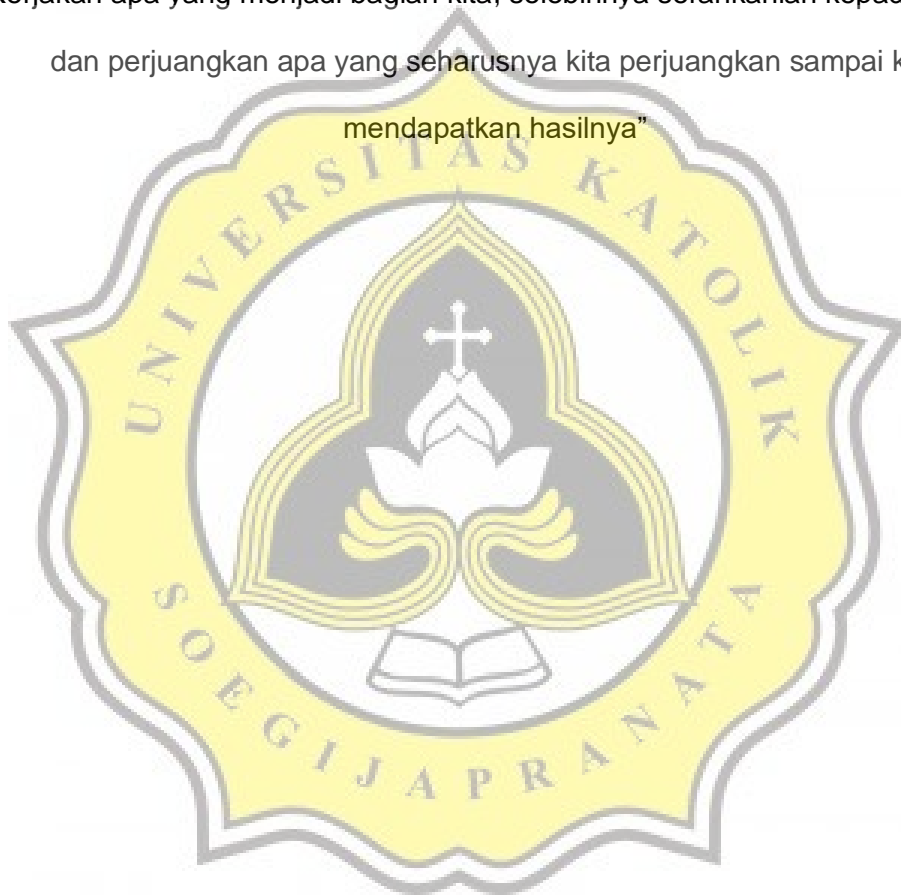 kerjakan apa yang menjadi bagian kita, selebihnya serahkanlah
dan perjuangkan apa yang seharusnya kita perjuangkan sampai
mendapatkan hasilnya”
UNIVERSITAS KATOLIK
SOEGIJAPRANATA